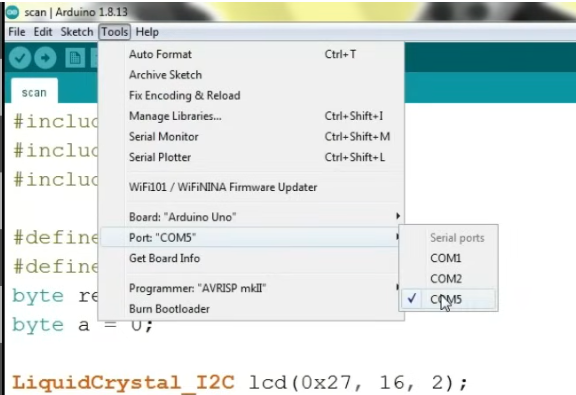 scan | Arduino 1.8.13
File Edit Sketch Tools Help
Auto Format Ctrl+T
Archive Sketch
Fix Encoding & Reload
Manage Libraries... Ctrl+Shift+I
Serial Monitor Ctrl+Shift+M
Serial Plotter Ctrl+Shift+L
WiFi101 / WiFiNINA Firmware Updater
Board: "Arduino Uno"
Port: "COM5"
Get Board Info
Programmer: "AVRISP mkII"
Burn Bootloader
Serial ports
COM1
COM2
COM5
scan
#includ
#includ
#includ
#define
#define
byte re
byte a = 0;
LiquidCrystal_I2C lcd(0x27, 16, 2);